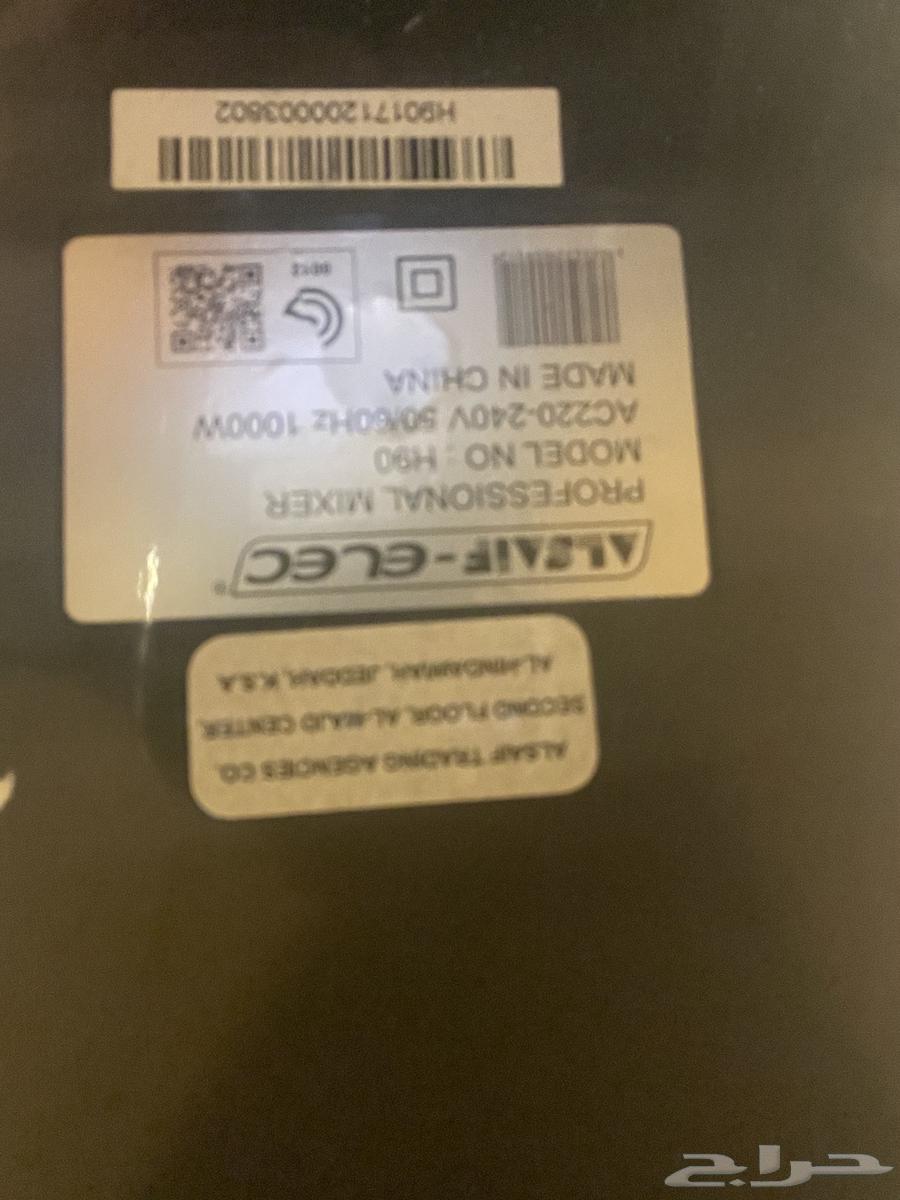 ALSAIF TRADING AGENCIES CO.
SECOND FLOOR, AL-MAJD CENTER,
AL-HINDAWIAH, JEDDAH, K.S.A
ALSAIF-ELEC®
PROFESSIONAL MIXER
MODEL NO : H90
AC220-240V 50/60Hz 1000W
MADE IN CHINA
H90171200003802
حراج